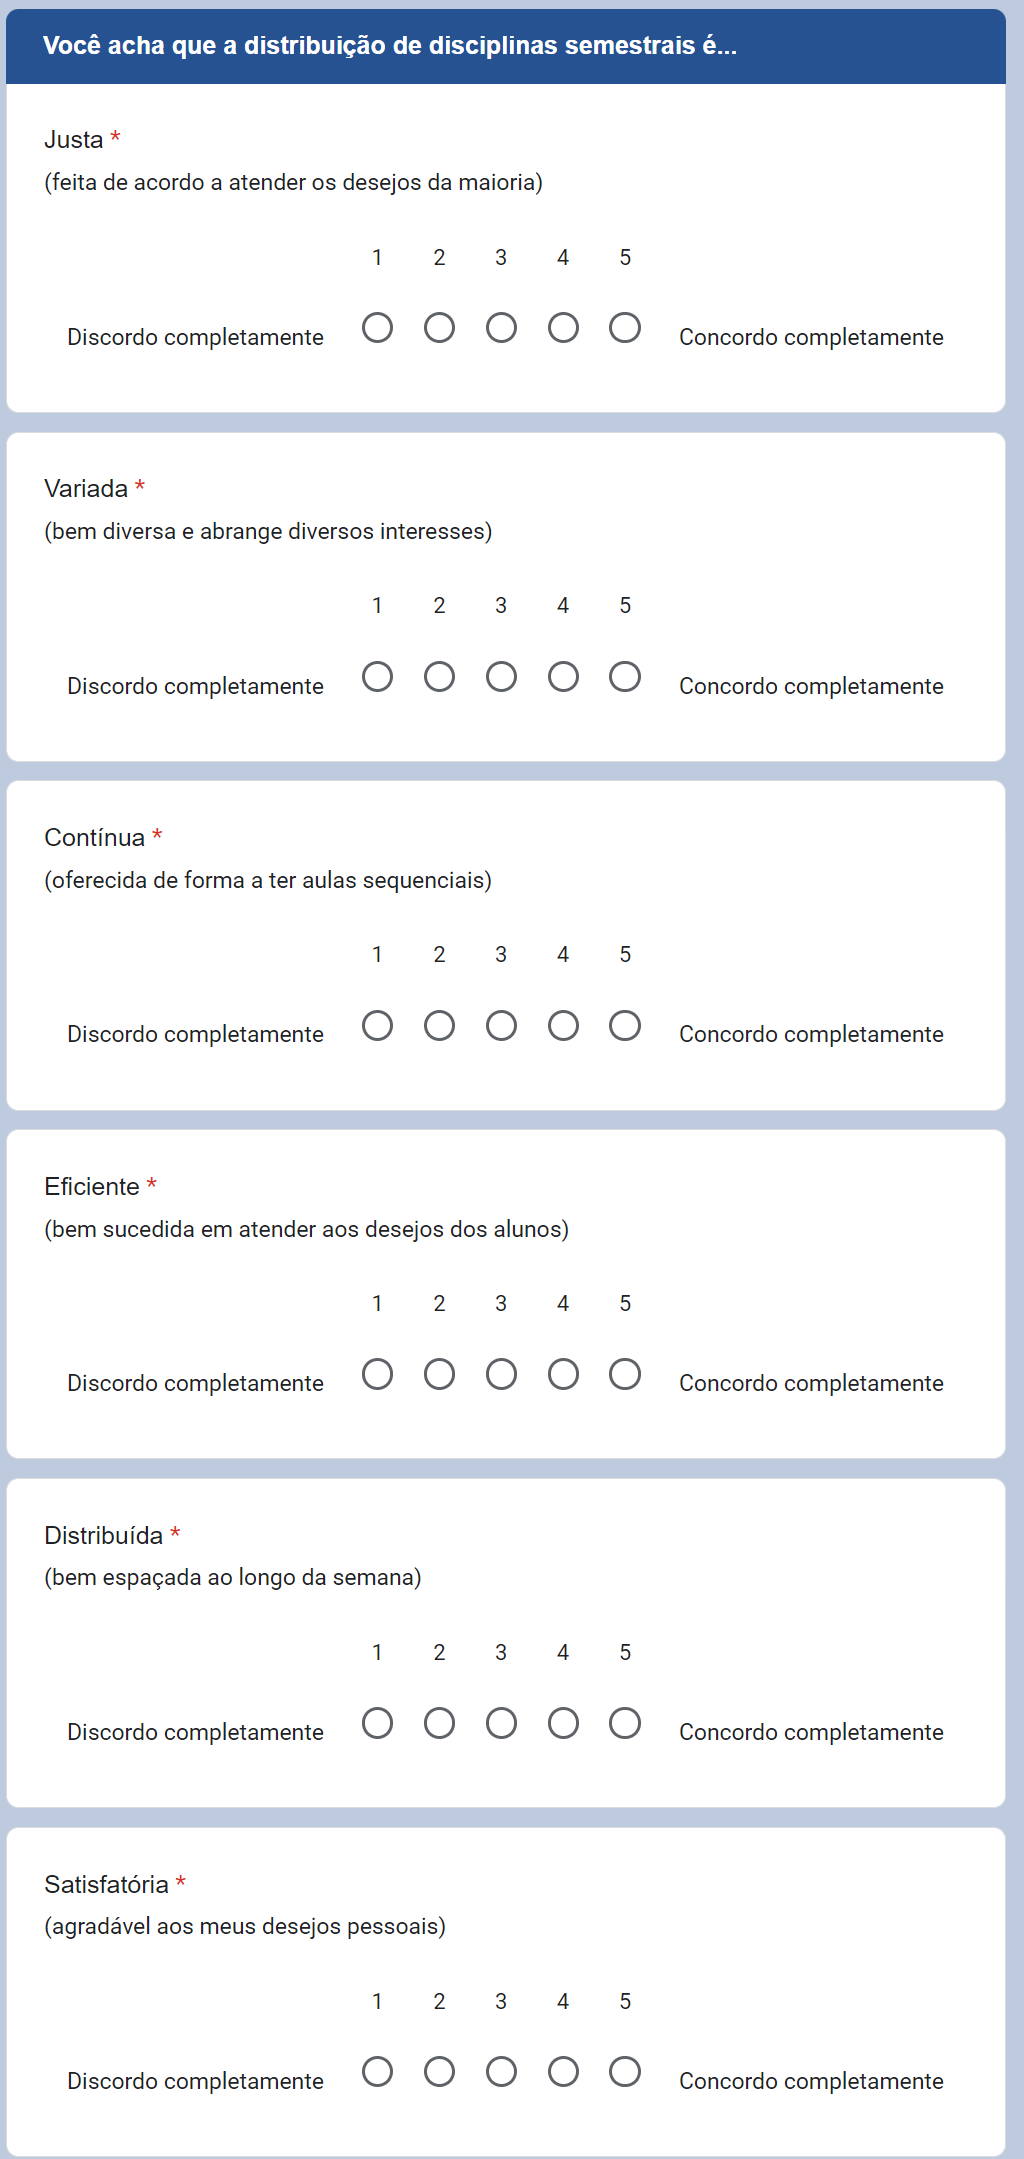 Você acha que a distribuição de disciplinas semestrais é...
Justa *
(feita de acordo a atender os desejos da maioria)
1 2 3 4 5
Discordo completamente Concordo completamente
Variada *
(bem diversa e abrange diversos interesses)
1 2 3 4 5
Discordo completamente Concordo completamente
Contínua *
(oferecida de forma a ter aulas sequenciais)
1 2 3 4 5
Discordo completamente Concordo completamente
Eficiente *
(bem sucedida em atender aos desejos dos alunos)
1 2 3 4 5
Discordo completamente Concordo completamente
Distribuída *
(bem espaçada ao longo da semana)
1 2 3 4 5
Discordo completamente Concordo completamente
Satisfatória *
(agradável aos meus desejos pessoais)
1 2 3 4 5
Discordo completamente Concordo completamente